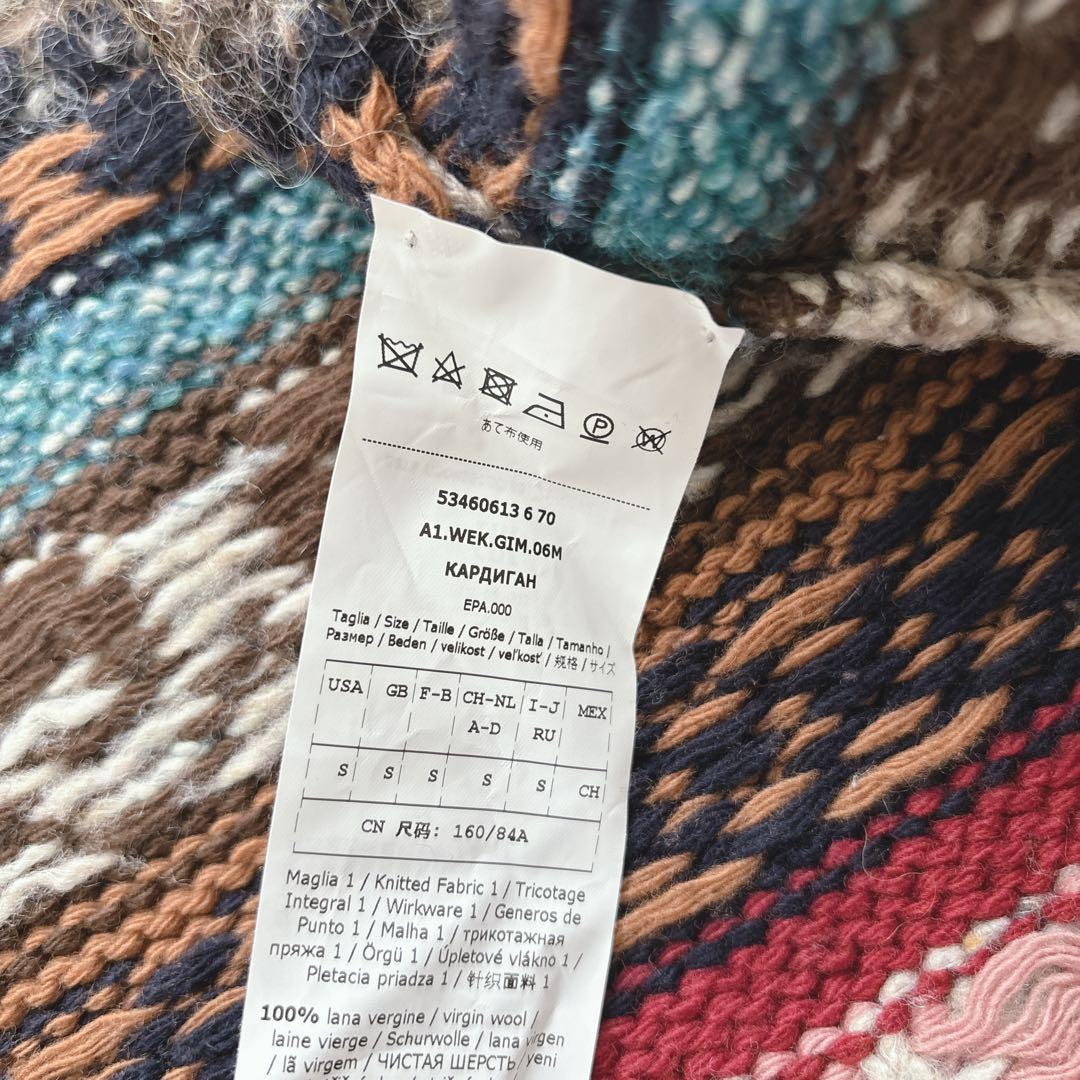 P W
あて布使用
53460613 6 70
A1.WEK.GIM.06M
КАРДИГАН
EPA.000
Taglia / Size / Taille / Größe / Talla / Tamanho /
Размер / Beden / velikost / veľkosť / 规格 / サイズ
USA GB F-B CH-NL I-J MEX
A-D RU
S S S S S CH
CN 尺码: 160/84A
Maglia 1 / Knitted Fabric 1 / Tricotage
Integral 1 / Wirkware 1 / Generos de
Punto 1 / Malha 1 / трикотажная
пряжа 1 / Örgü 1 / Úpletové vlákno 1 /
Pletacia priadza 1 / 针织面料 1
100% lana vergine / virgin wool /
laine vierge / Schurwolle / lana virgen
/ lã virgem / ЧИСТАЯ ШЕРСТЬ/ yeni